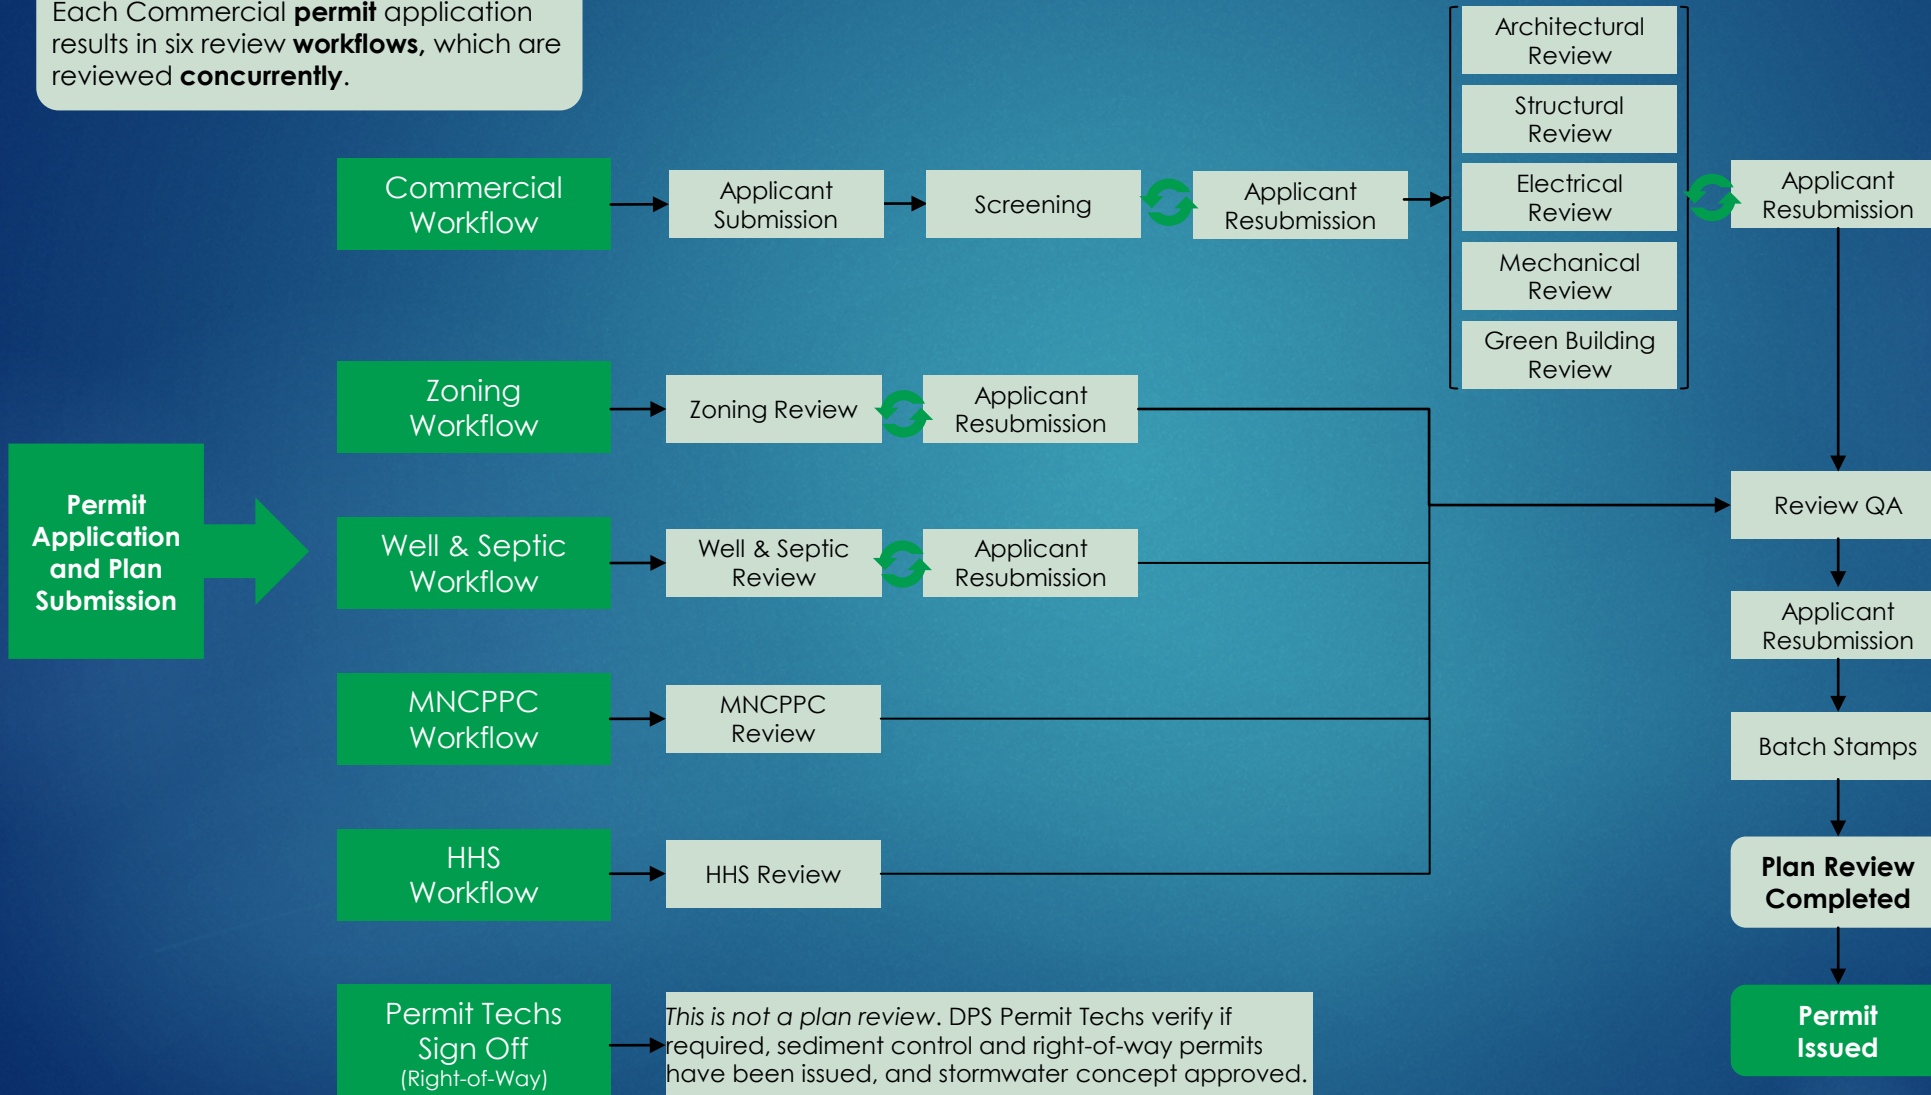 Each Commercial permit application
results in six review workflows, which are
reviewed concurrently.
Permit
Application
and Plan
Submission
Commercial
Workflow
Applicant
Submission
Screening
Applicant
Resubmission
Architectural
Review
Structural
Review
Electrical
Review
Mechanical
Review
Green Building
Review
Applicant
Resubmission
Zoning
Workflow
Zoning Review
Applicant
Resubmission
Well & Septic
Workflow
Well & Septic
Review
Applicant
Resubmission
MNCPPC
Workflow
MNCPPC
Review
HHS
Workflow
HHS Review
Permit Techs
Sign Off
(Right-of-Way)
This is not a plan review. DPS Permit Techs verify if
required, sediment control and right-of-way permits
have been issued, and stormwater concept approved.
Review QA
Applicant
Resubmission
Batch Stamps
Plan Review
Completed
Permit
Issued